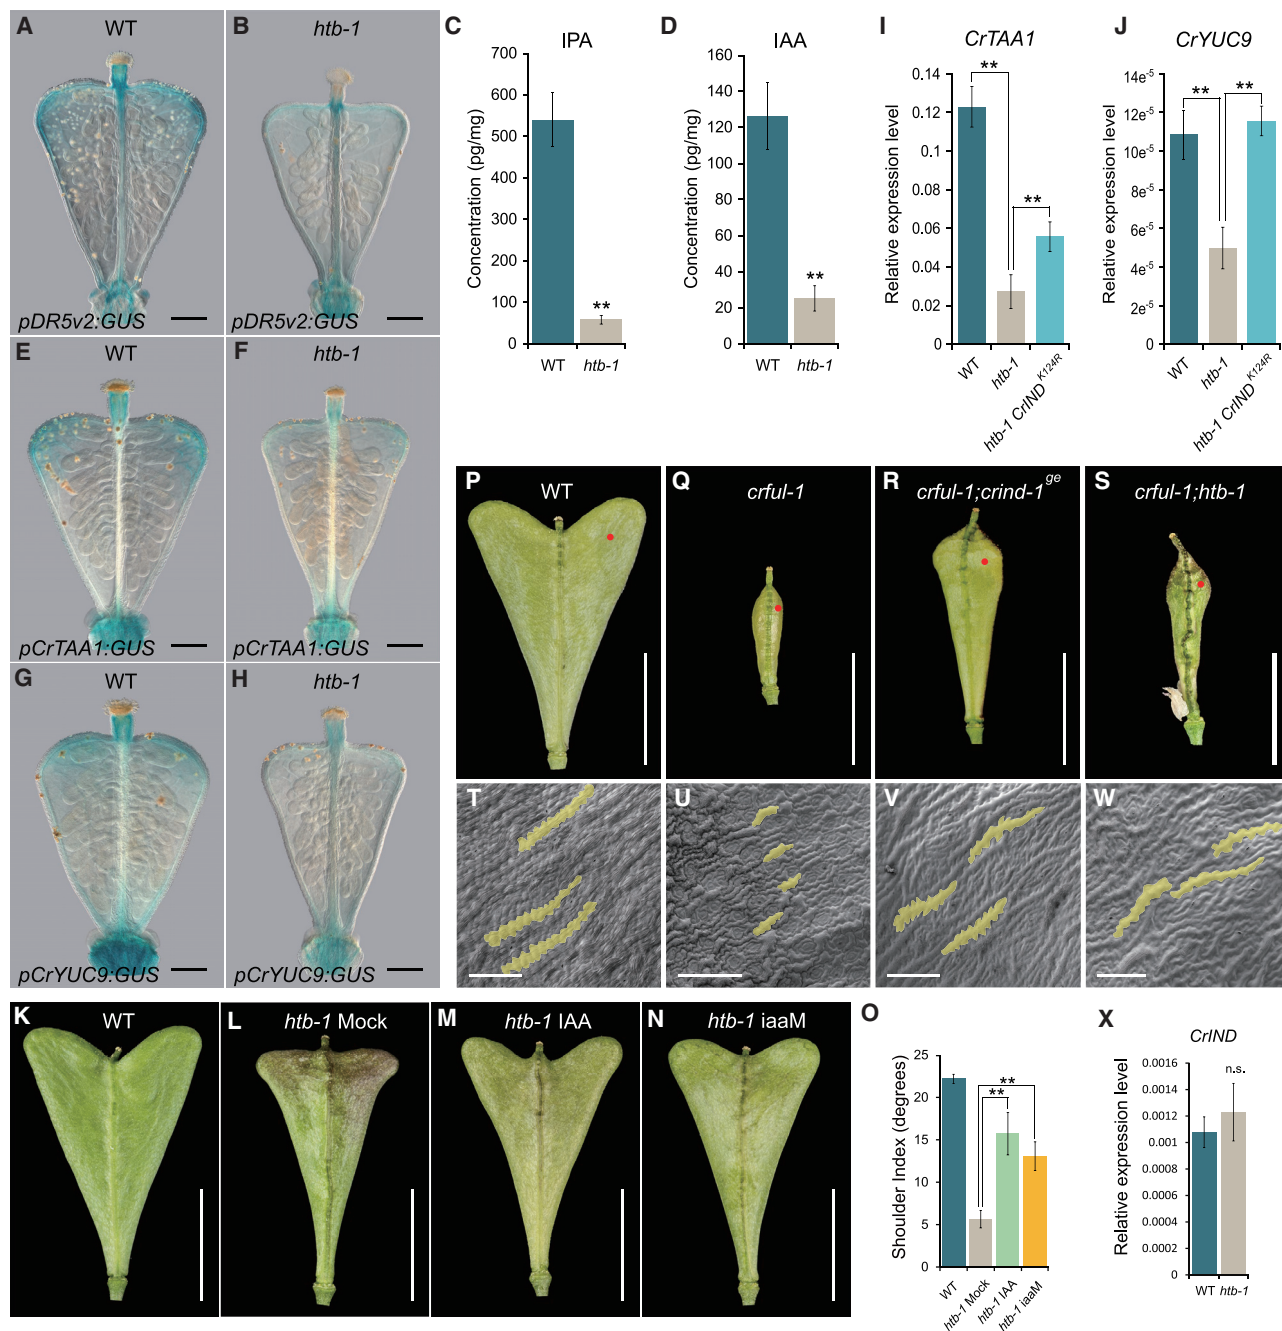 A
WT
pDR5v2:GUS
B
htb-1
pDR5v2:GUS
C
IPA
Concentration (pg/mg)
700
600
500
400
300
200
100
0
**
WT
htb-1
D
IAA
Concentration (pg/mg)
160
140
120
100
80
60
40
20
0
**
WT
htb-1
E
WT
pCrTAA1:GUS
F
htb-1
pCrTAA1:GUS
G
WT
pCrYUC9:GUS
H
htb-1
pCrYUC9:GUS
I
CrTAA1
Relative expression level
0.14
0.12
0.1
0.08
0.06
0.04
0.02
0
**
**
WT
htb-1
htb-1 CrIND^K124R
J
CrYUC9
Relative expression level
14e-5
12e-5
10e-5
8e-5
6e-5
4e-5
2e-5
0
**
**
WT
htb-1
htb-1 CrIND^K124R
P
WT
Q
crful-1
R
crful-1;crind-1^ge
S
crful-1;htb-1
T
U
V
W
K
WT
L
htb-1 Mock
M
htb-1 IAA
N
htb-1 iaaM
O
Shoulder Index (degrees)
25
20
15
10
5
0
**
**
WT
htb-1 Mock
htb-1 IAA
htb-1 iaaM
X
CrIND
Relative expression level
0.0016
0.0014
0.0012
0.001
0.0008
0.0006
0.0004
0.0002
0
n.s.
WT
htb-1